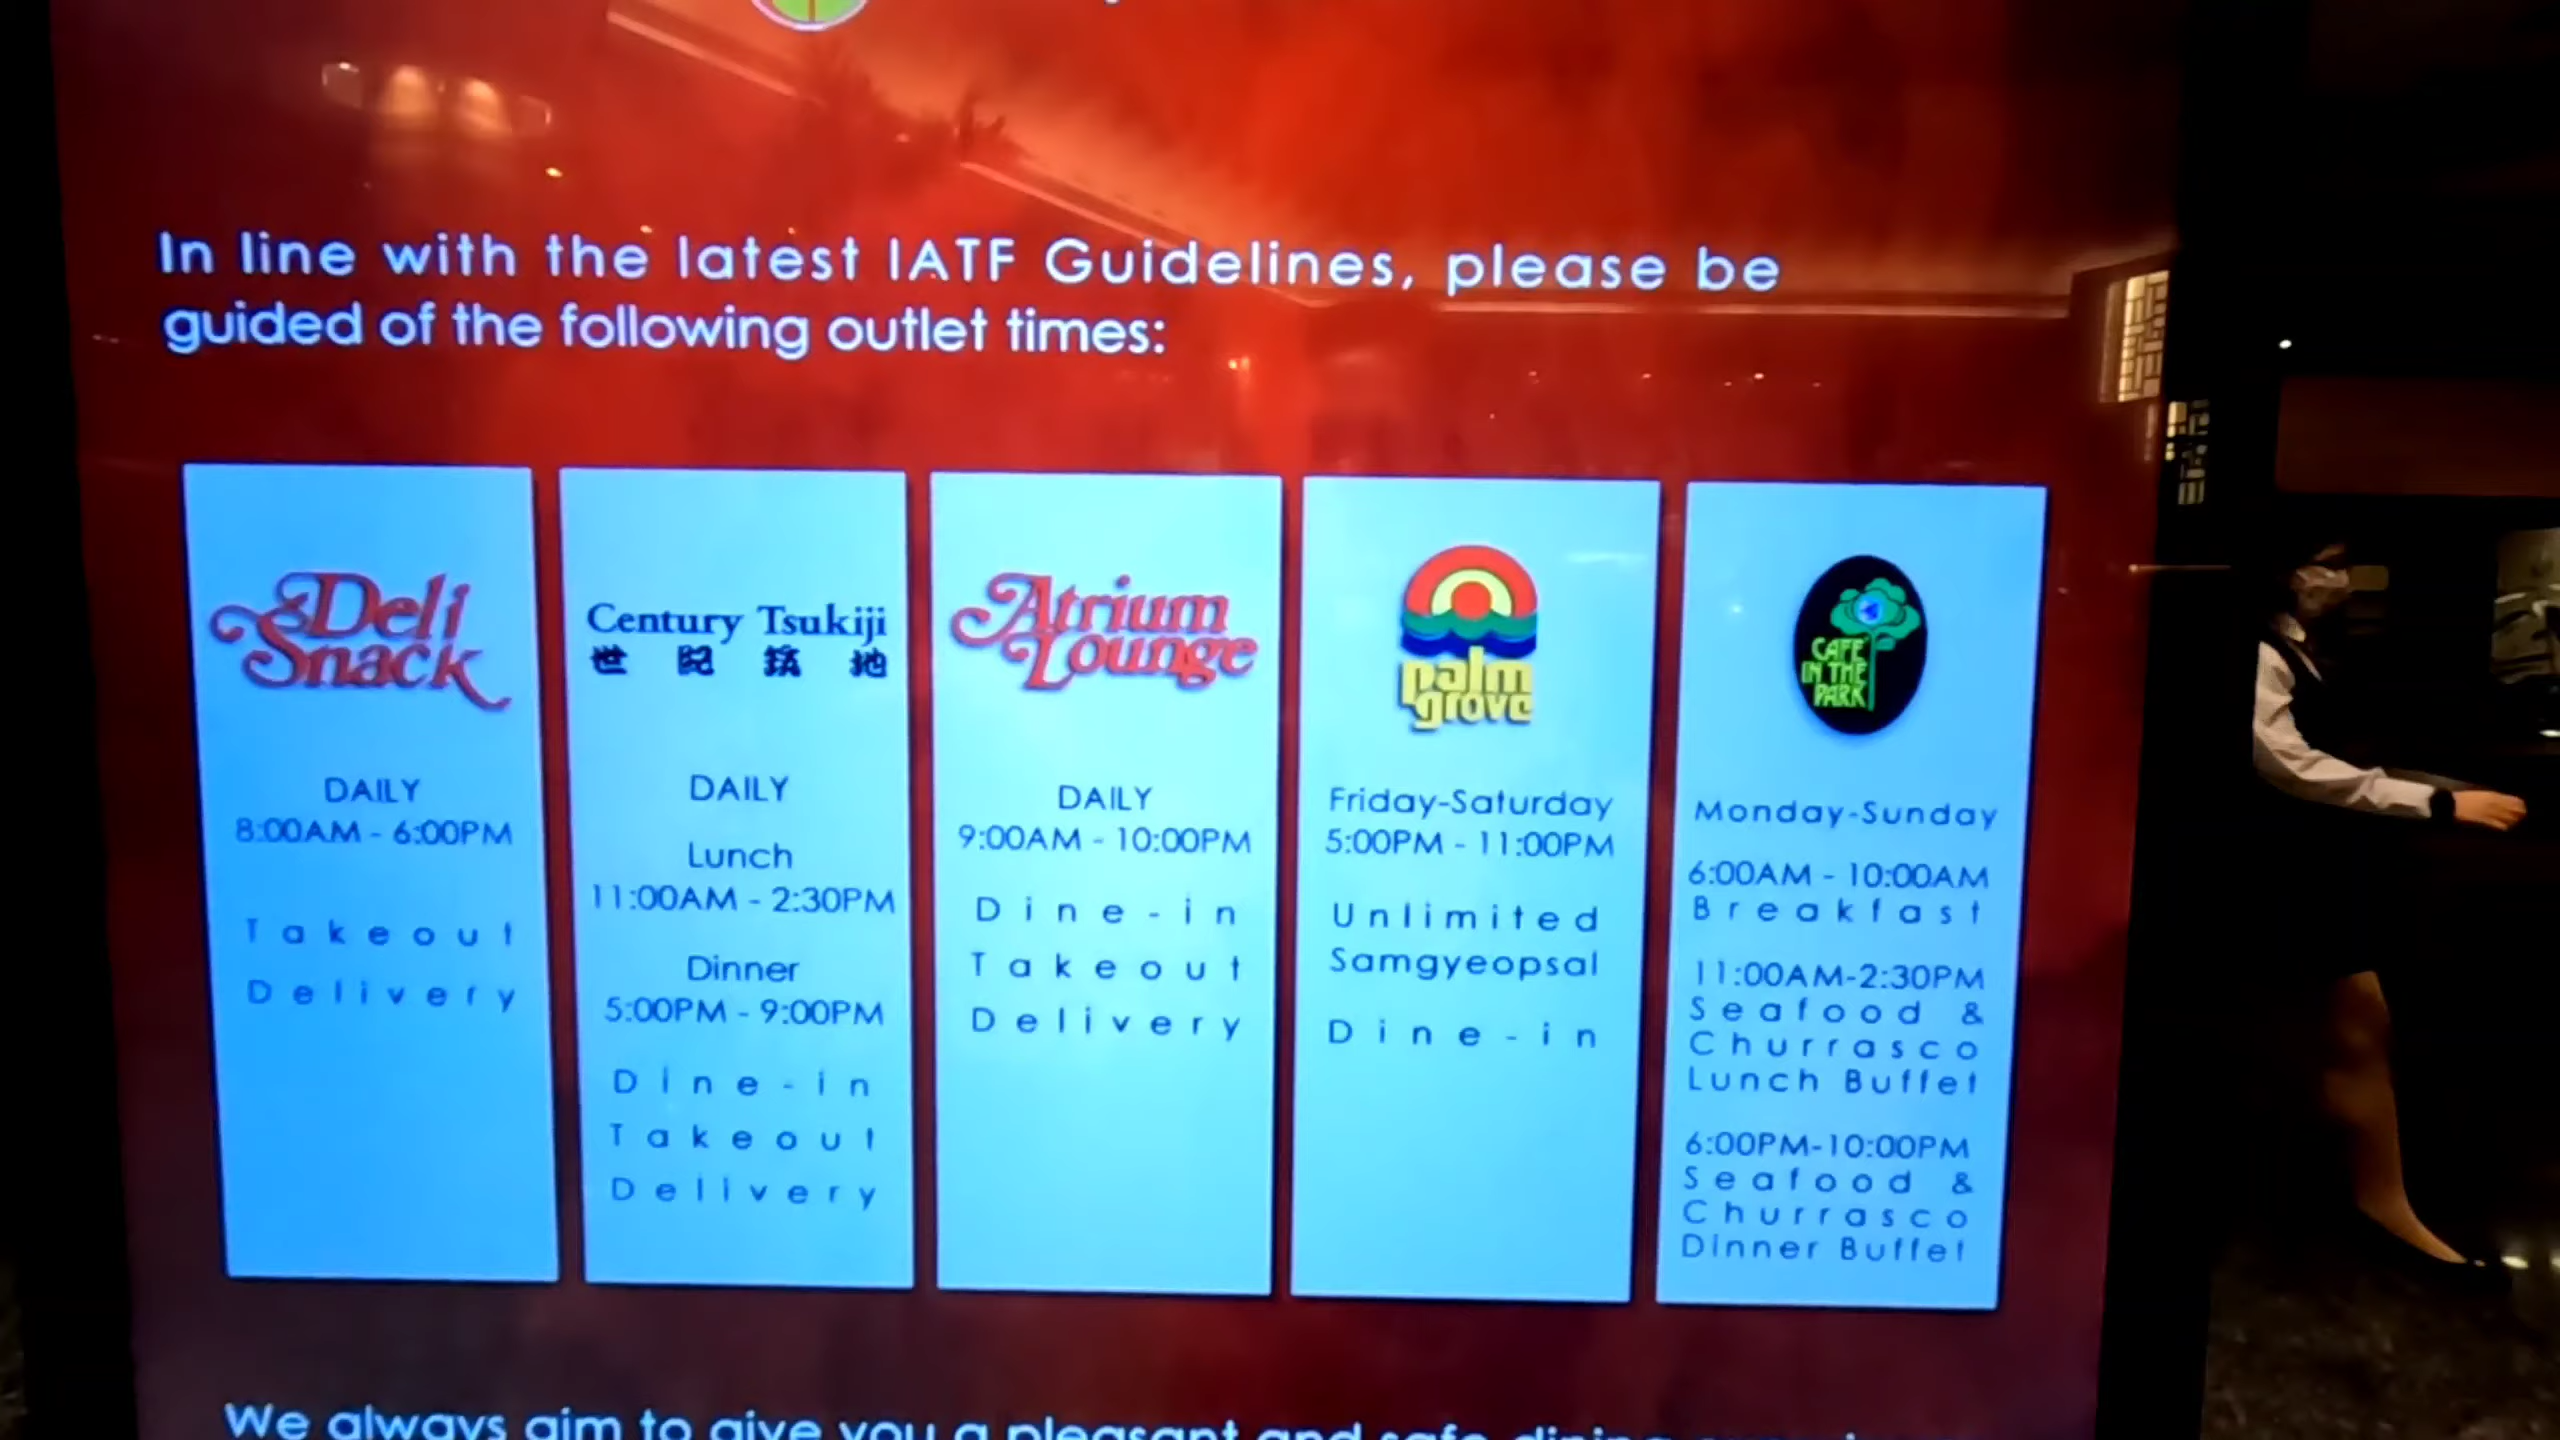 In line with the latest IATF Guidelines, please be
guided of the following outlet times:
Deli
Snack
DAILY
8:00AM - 6:00PM
Takeout
Delivery
Century Tsukiji
世 紀 築 地
DAILY
Lunch
11:00AM - 2:30PM
Dinner
5:00PM - 9:00PM
Dine-in
Takeout
Delivery
Atrium
Lounge
DAILY
9:00AM - 10:00PM
Dine-in
Takeout
Delivery
palm
grove
Friday-Saturday
5:00PM - 11:00PM
Unlimited
Samgyeopsal
Dine-in
CAFE
IN THE
PARK
Monday-Sunday
6:00AM - 10:00AM
Breakfast
11:00AM-2:30PM
Seafood &
Churrasco
Lunch Buffet
6:00PM-10:00PM
Seafood &
Churrasco
Dinner Buffet
We always aim to give you a pleasant and safe dining